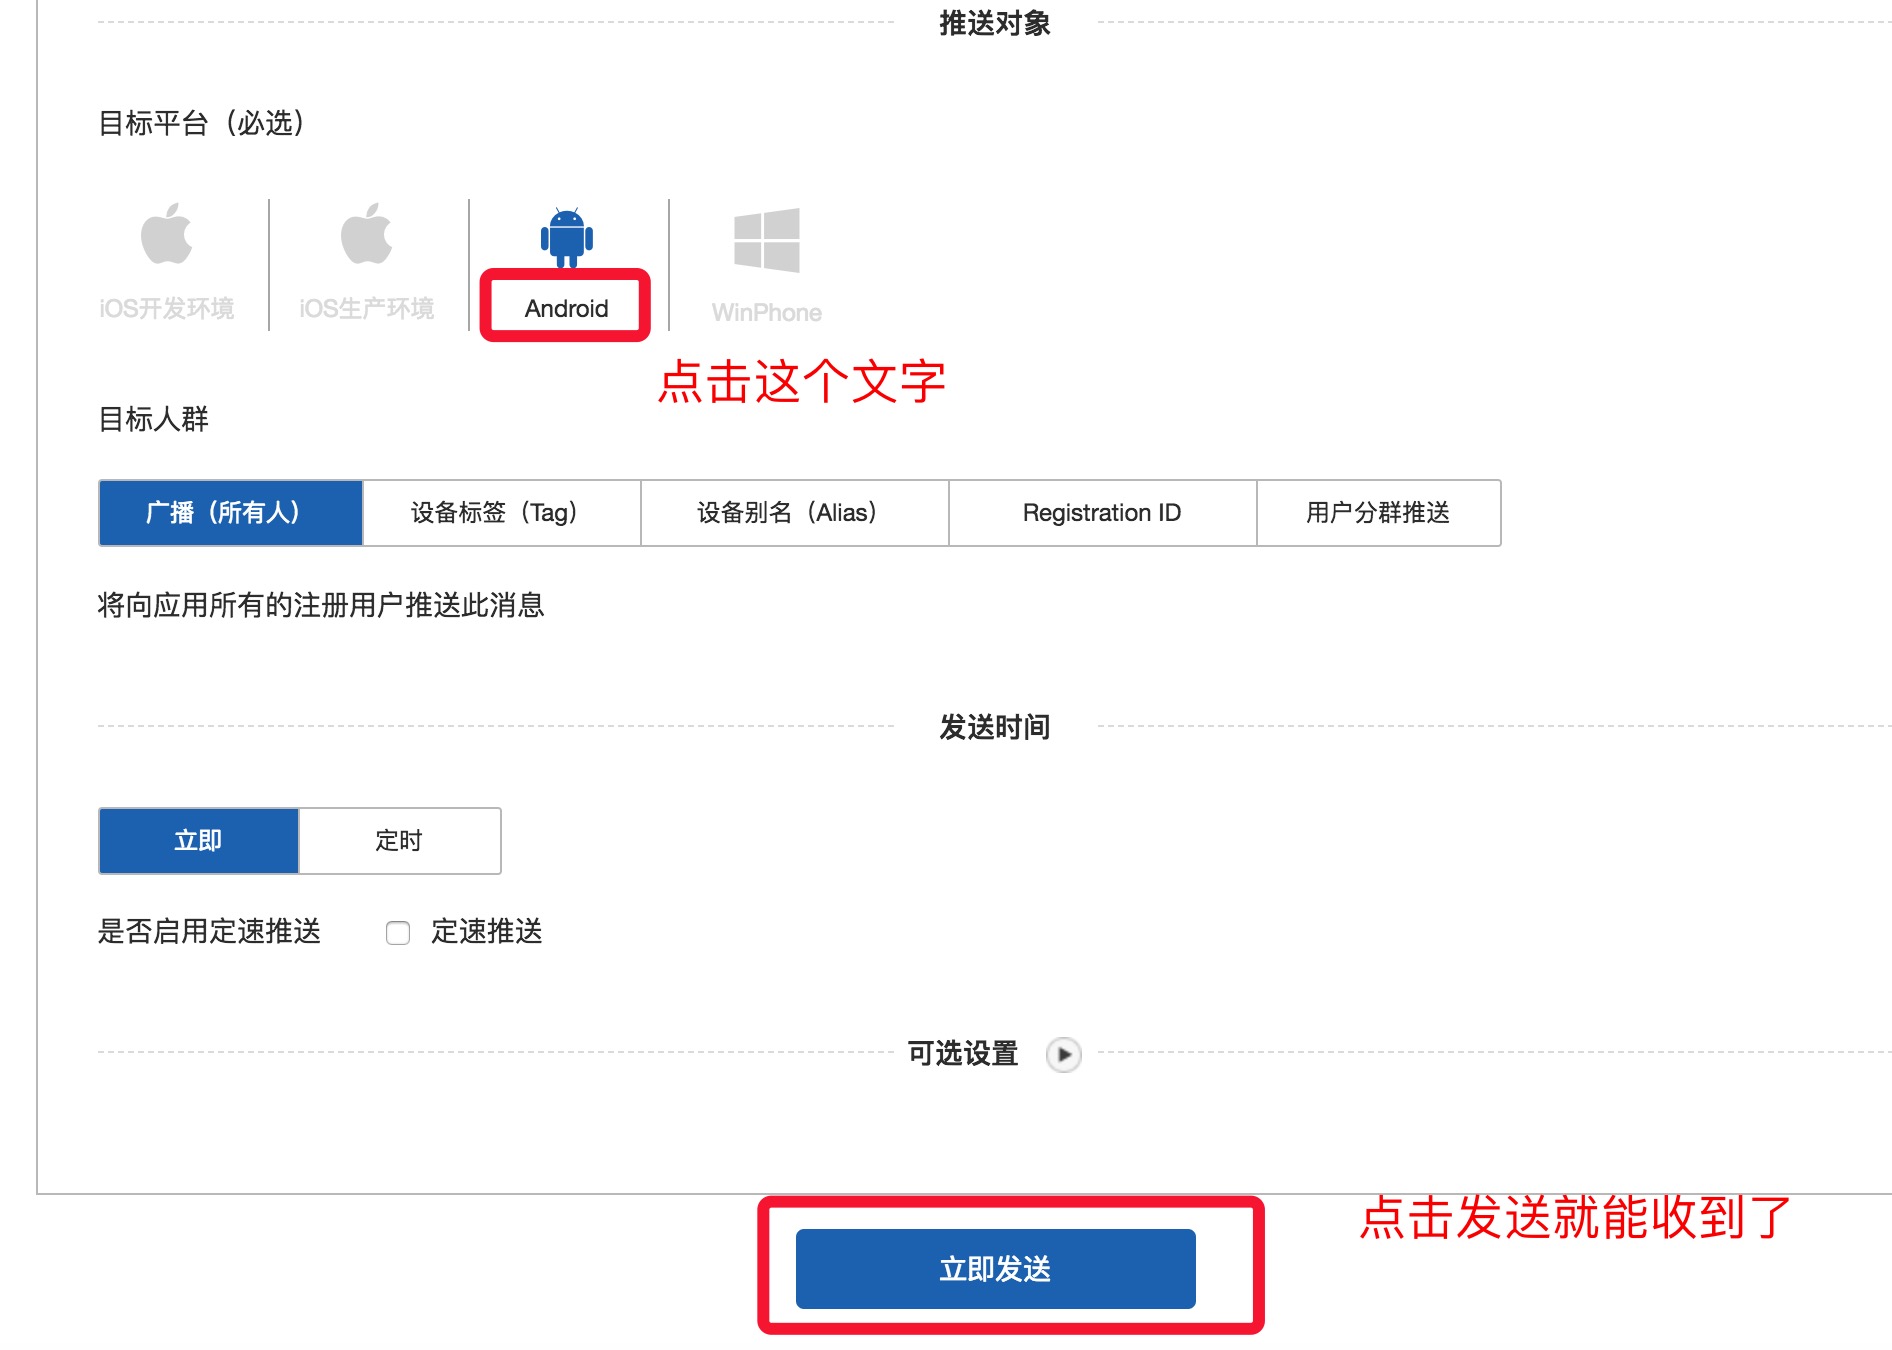 推送对象
目标平台（必选）
iOS开发环境
iOS生产环境
Android
WinPhone
点击这个文字
目标人群
广播（所有人）
设备标签（Tag）
设备别名（Alias）
Registration ID
用户分群推送
将向应用所有的注册用户推送此消息
发送时间
立即
定时
是否启用定速推送
定速推送
可选设置
点击发送就能收到了
立即发送